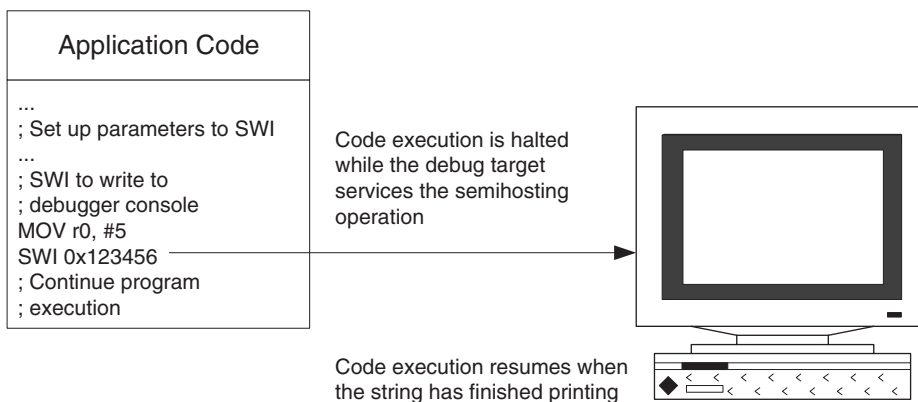 Application Code
...
; Set up parameters to SWI
...
; SWI to write to
; debugger console
MOV r0, #5
SWI 0x123456
; Continue program
; execution
Code execution is halted
while the debug target
services the semihosting
operation
Code execution resumes when
the string has finished printing